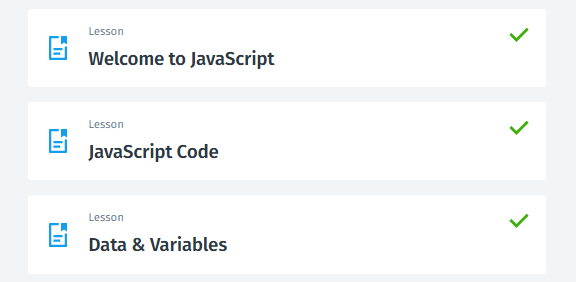 Lesson
Welcome to JavaScript
Lesson
JavaScript Code
Lesson
Data & Variables